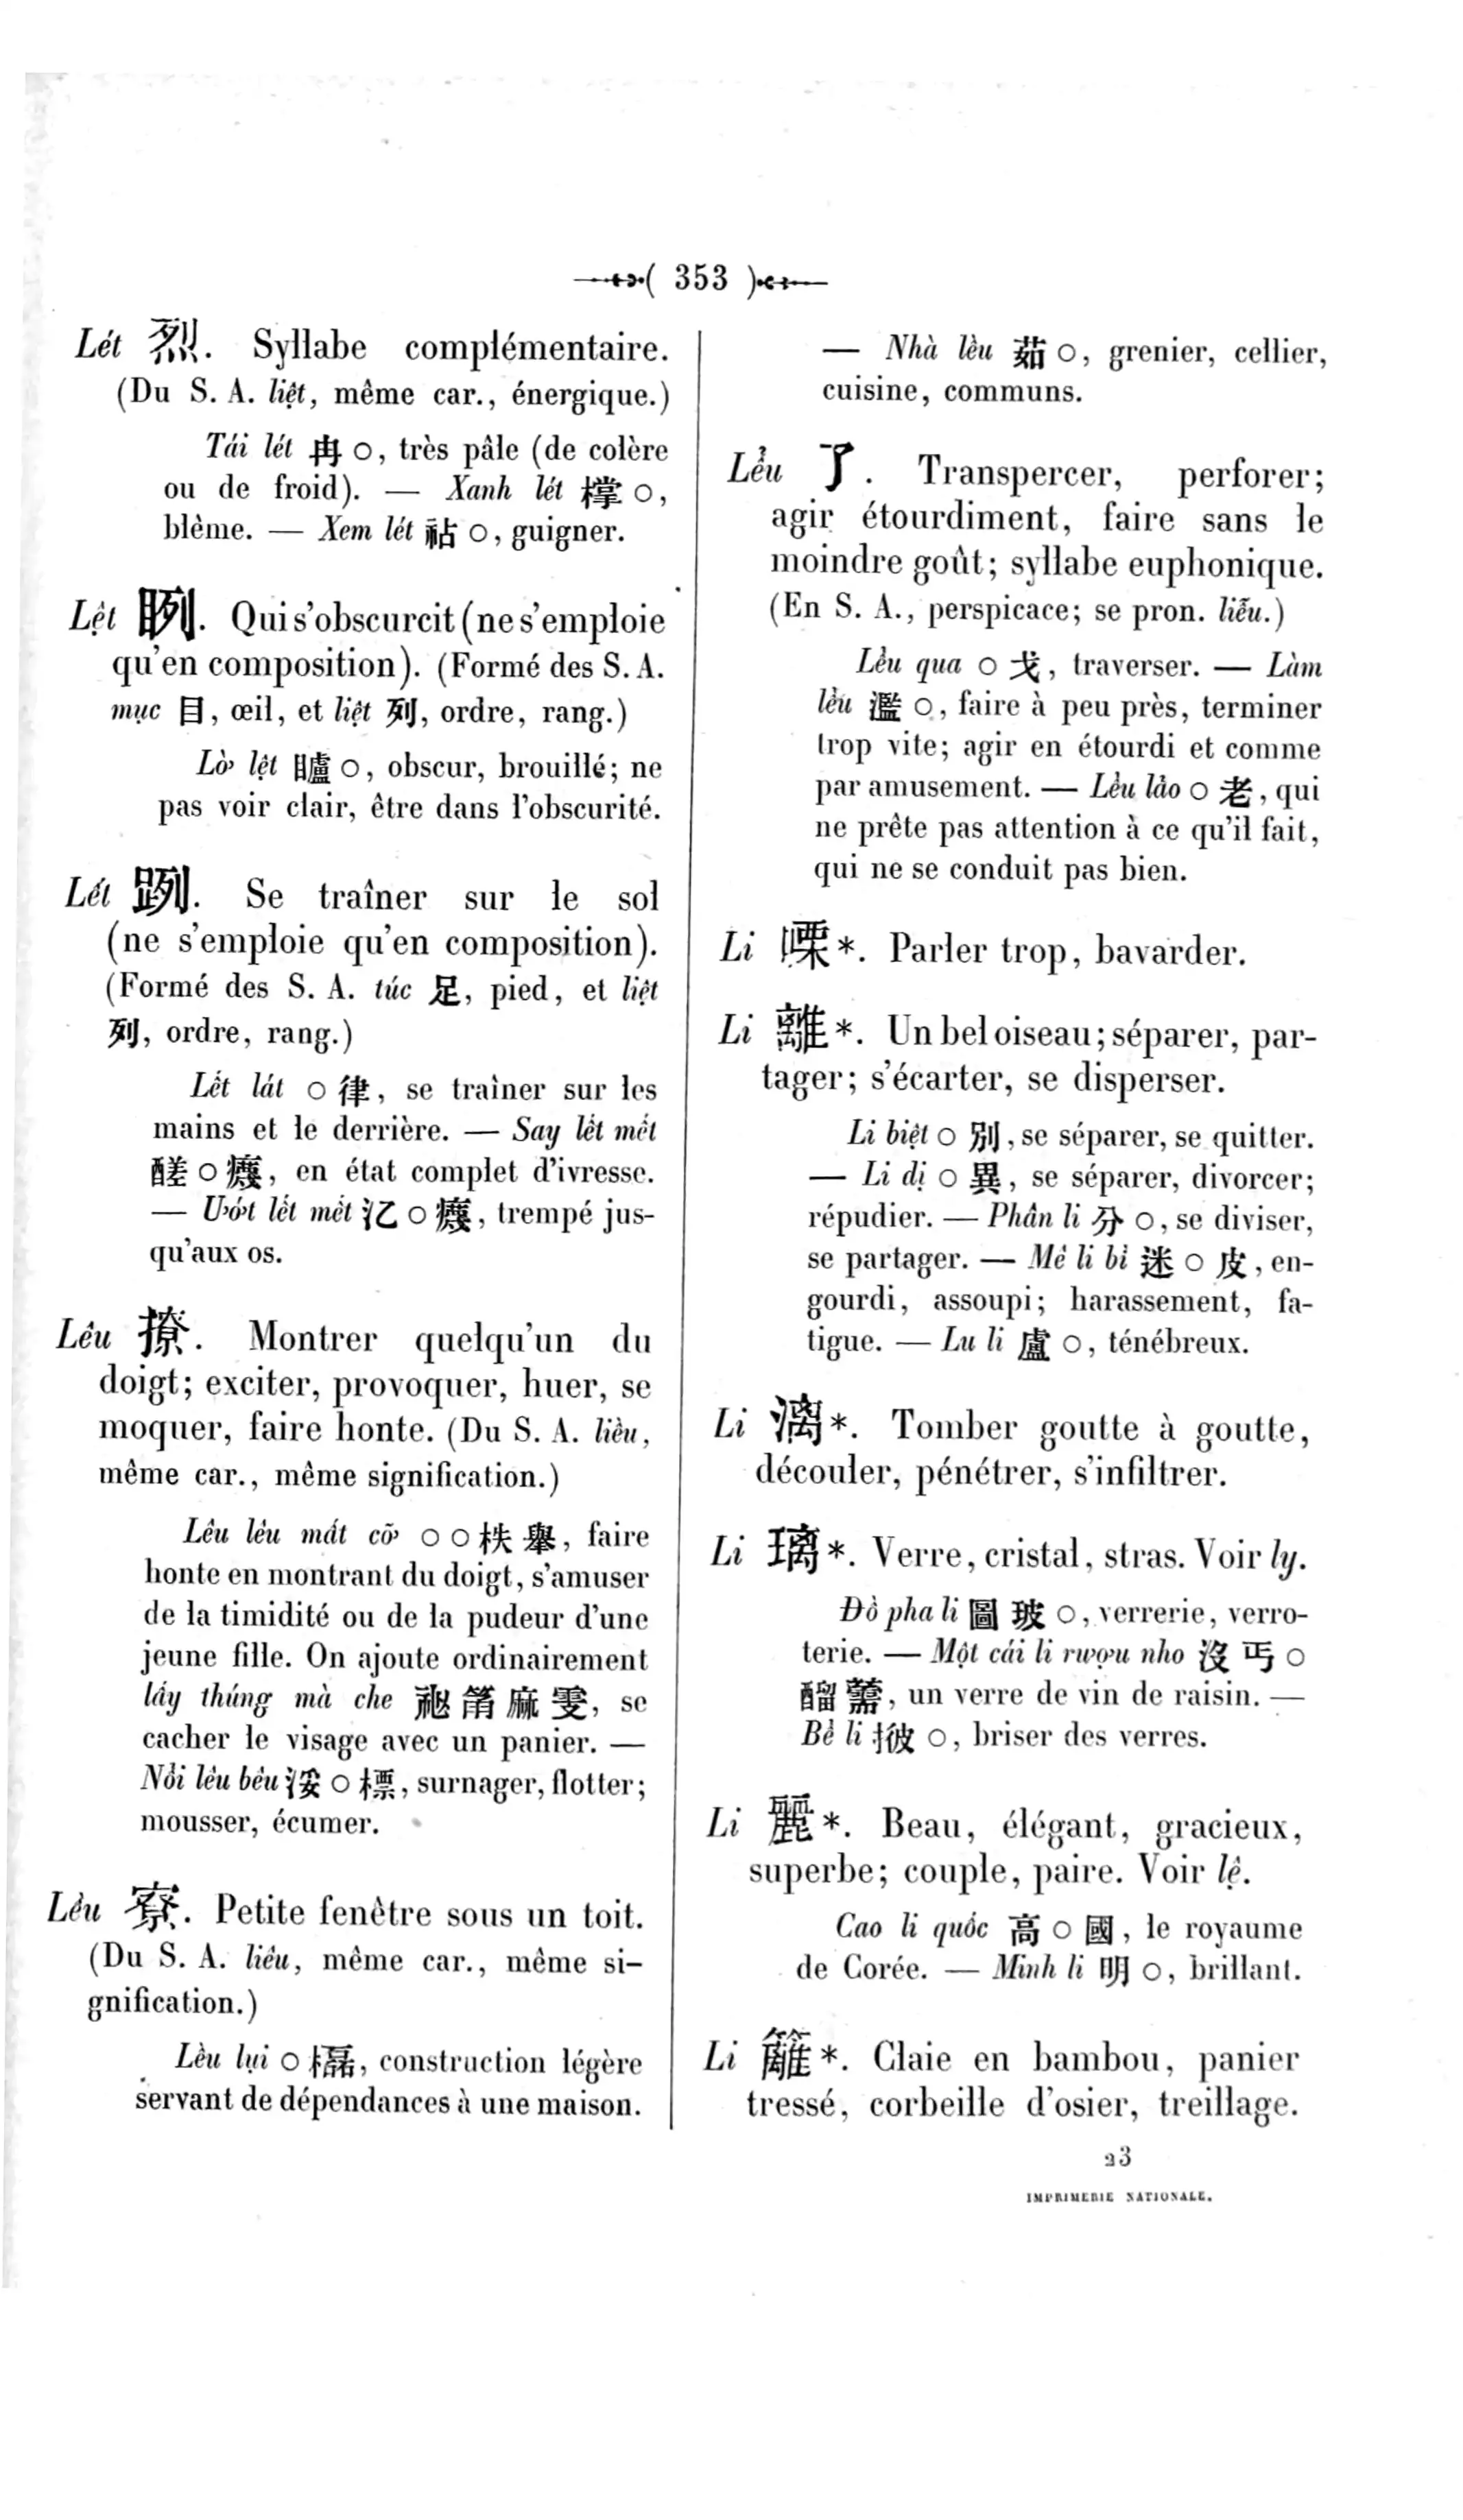 ( 353 )
Lét 烈. Syllabe complémentaire.
(Du S. A. liệt, même car., énergique.)
Tái lét 冉 ○, très pâle (de colère
ou de froid). — Xanh lét 撑 ○,
blême. — Xem lét 祜 ○, guigner.
Lệt 𥆁. Qui s'obscurcit (ne s'emploie
qu'en composition). (Formé des S. A.
mục 目, œil, et liệt 列, ordre, rang.)
Lờ lệt 矑 ○, obscur, brouillé; ne
pas voir clair, être dans l'obscurité.
Lết 趔. Se traîner sur le sol
(ne s'emploie qu'en composition).
(Formé des S. A. túc 足, pied, et liệt
列, ordre, rang.)
Lết lát ○ 律, se traîner sur les
mains et le derrière. — Say lết mết
醝 ○, en état complet d'ivresse.
— Ướt lết mết ○, trempé jus-
qu'aux os.
Lêu 撩. Montrer quelqu'un du
doigt; exciter, provoquer, huer, se
moquer, faire honte. (Du S. A. liêu,
même car., même signification.)
Lêu lêu mắt cỡ ○ ○ 柣 舉, faire
honte en montrant du doigt, s'amuser
de la timidité ou de la pudeur d'une
jeune fille. On ajoute ordinairement
lấy thúng mà che 麻 雯, se
cacher le visage avec un panier. —
Nổi lêu bêu 浽 ○ 標, surnager, flotter;
mousser, écumer.
Lều 寮. Petite fenêtre sous un toit.
(Du S. A. liêu, même car., même si-
gnification.)
Lều lụi ○, construction légère
servant de dépendances à une maison.
— Nhà lều 茹 ○, grenier, cellier,
cuisine, communs.
Lểu 了. Transpercer, perforer;
agir étourdiment, faire sans le
moindre goût; syllabe euphonique.
(En S. A., perspicace; se pron. liễu.)
Lểu qua ○ 戈, traverser. — Làm
lểu 濫 ○, faire à peu près, terminer
trop vite; agir en étourdi et comme
par amusement. — Lểu lảo ○ 老, qui
ne prête pas attention à ce qu'il fait,
qui ne se conduit pas bien.
Li 㗚*. Parler trop, bavarder.
Li 離*. Un bel oiseau; séparer, par-
tager; s'écarter, se disperser.
Li biệt ○ 別, se séparer, se quitter.
— Li dị ○ 異, se séparer, divorcer;
répudier. — Phân li 分 ○, se diviser,
se partager. — Mê li bì 迷 ○ 皮, en-
gourdi, assoupi; harassement, fa-
tigue. — Lu li 盧 ○, ténébreux.
Li 漓*. Tomber goutte à goutte,
découler, pénétrer, s'infiltrer.
Li 璃*. Verre, cristal, stras. Voir ly.
Đồ pha li 圖 玻 ○, verrerie, verro-
terie. — Một cái li rượu nho 沒 丐 ○
, un verre de vin de raisin. —
Bể li ○, briser des verres.
Li 麗*. Beau, élégant, gracieux,
superbe; couple, paire. Voir lệ.
Cao li quốc 高 ○ 國, le royaume
de Corée. — Minh li 明 ○, brillant.
Li 籬*. Claie en bambou, panier
tressé, corbeille d'osier, treillage.
23
IMPRIMERIE NATIONALE.